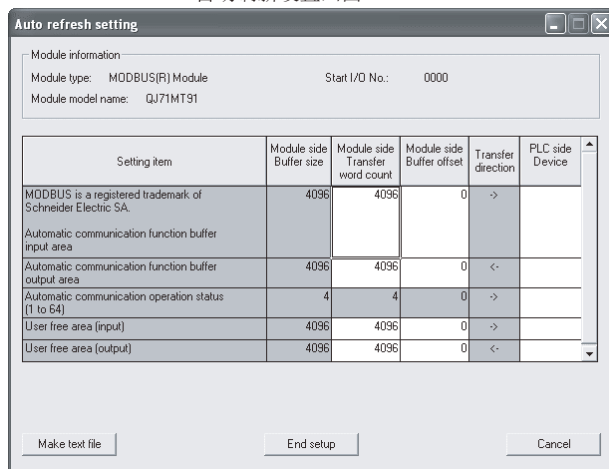 Auto refresh setting
Module information
Module type: MODBUS(R) Module Start I/O No.: 0000
Module model name: QJ71MT91
Setting item Module side Buffer size Module side Transfer word count Module side Buffer offset Transfer direction PLC side Device
MODBUS is a registered trademark of 4096 4096 0 ->
Schneider Electric SA.
Automatic communication function buffer
input area
Automatic communication function buffer 4096 4096 0 <-
output area
Automatic communication operation status 4 4 0 ->
(1 to 64)
User free area (input) 4096 4096 0 ->
User free area (output) 4096 4096 0 <-
Make text file End setup Cancel